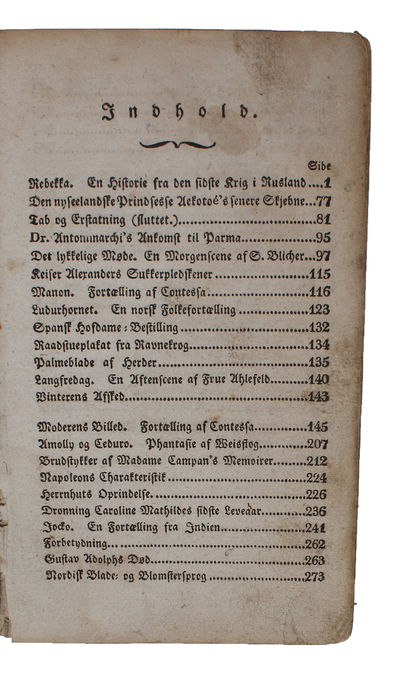 Indhold.
Side
Rebekka. En Historie fra den sidste Krig i Rusland....1
Den nyseelandske Prindsesse Aekotoe's senere Skjebne...77
Tab og Erstatning (sluttet.)...........................81
Dr. Antommarchi's Ankomst til Parma...............95
Det lykkelige Møde. En Morgenscene af S. Blicher...97
Keiser Alexanders Sukkerpledskener..................115
Manon. Fortælling af Contessa....................116
Ludurhornet. En norsk Folkefortælling..............123
Spansk Hofdame-Bestilling........................132
Raadstueplakat fra Ravnekrog.....................134
Palmeblade af Herder..............................135
Langfredag. En Aftenscene af Frue Ahlefeld........140
Vinterens Afsked..................................143
Moderens Billed. Fortælling af Contessa............145
Amolly og Ceduro. Phantasie af Weisflog..........207
Brudstykker af Madame Campan's Memoirer........212
Napoleons Charakteristik...........................224
Herrnhuts Oprindelse..............................226
Dronning Caroline Mathildes sidste Leveaar.........236
Jocko. En Fortælling fra Indien....................241
Forbetydning......................................262
Gustav Adolphs Død...............................263
Nordisk Blade- og Blomstersprog....................273